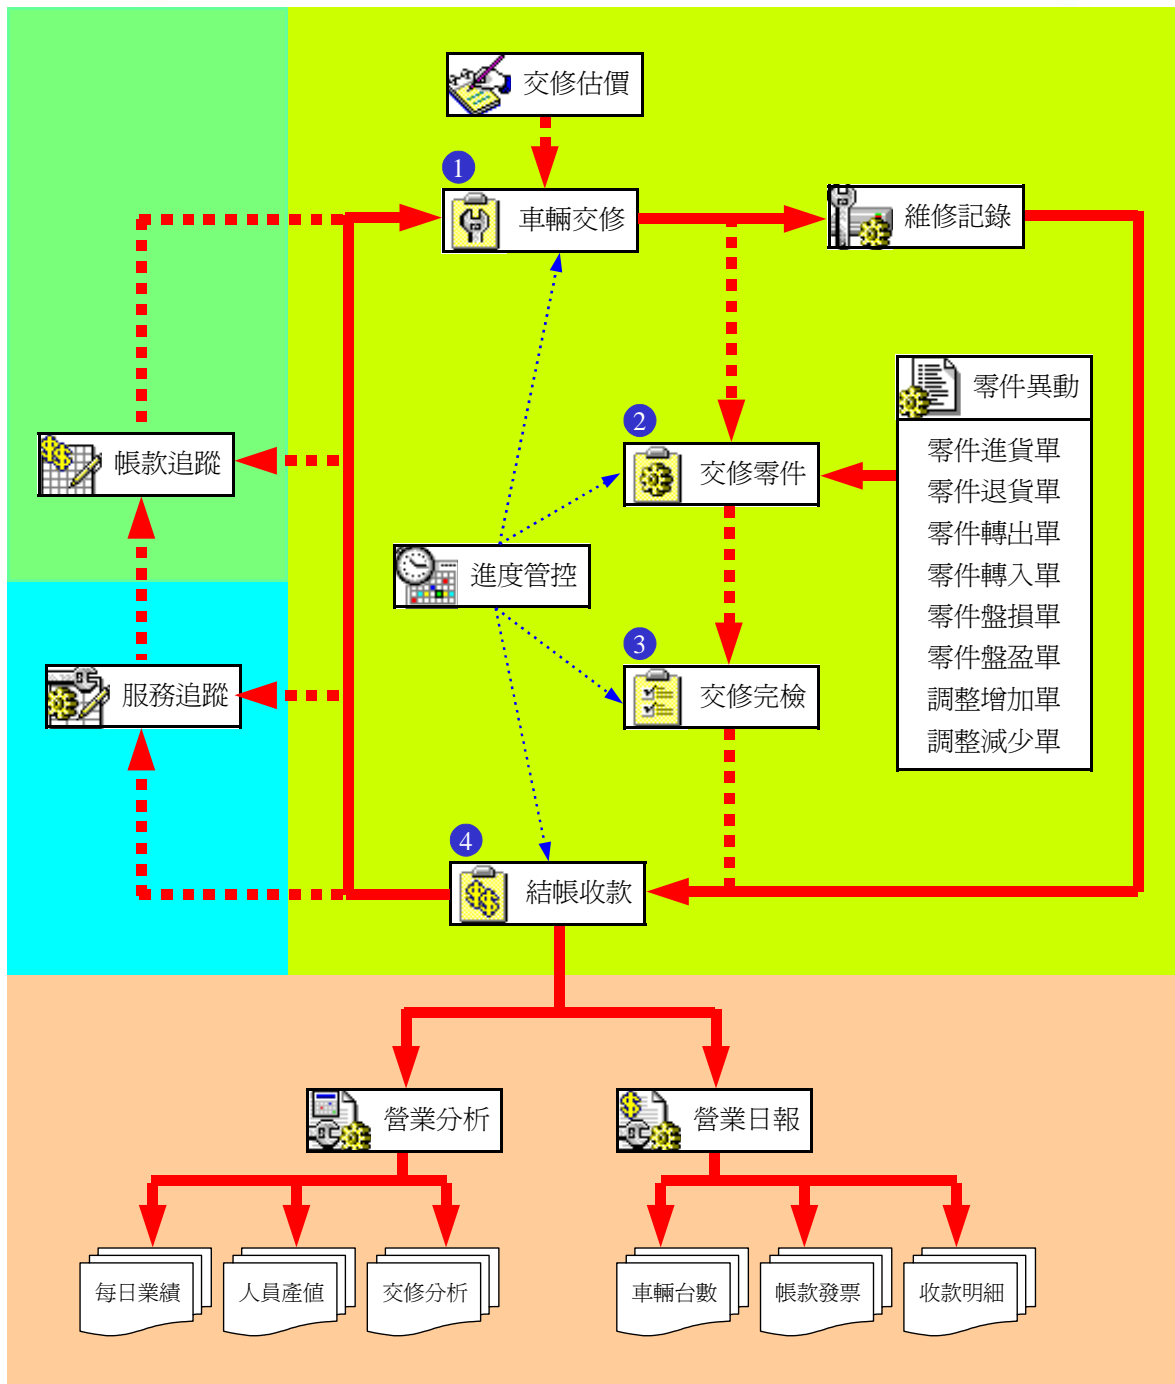 交修估價
1
車輛交修
維修記錄
零件異動
2
帳款追蹤
交修零件
零件進貨單
零件退貨單
零件轉出單
零件轉入單
零件盤損單
零件盤盈單
調整增加單
調整減少單
進度管控
3
服務追蹤
交修完檢
4
結帳收款
營業分析
營業日報
每日業績
人員產值
交修分析
車輛台數
帳款發票
收款明細